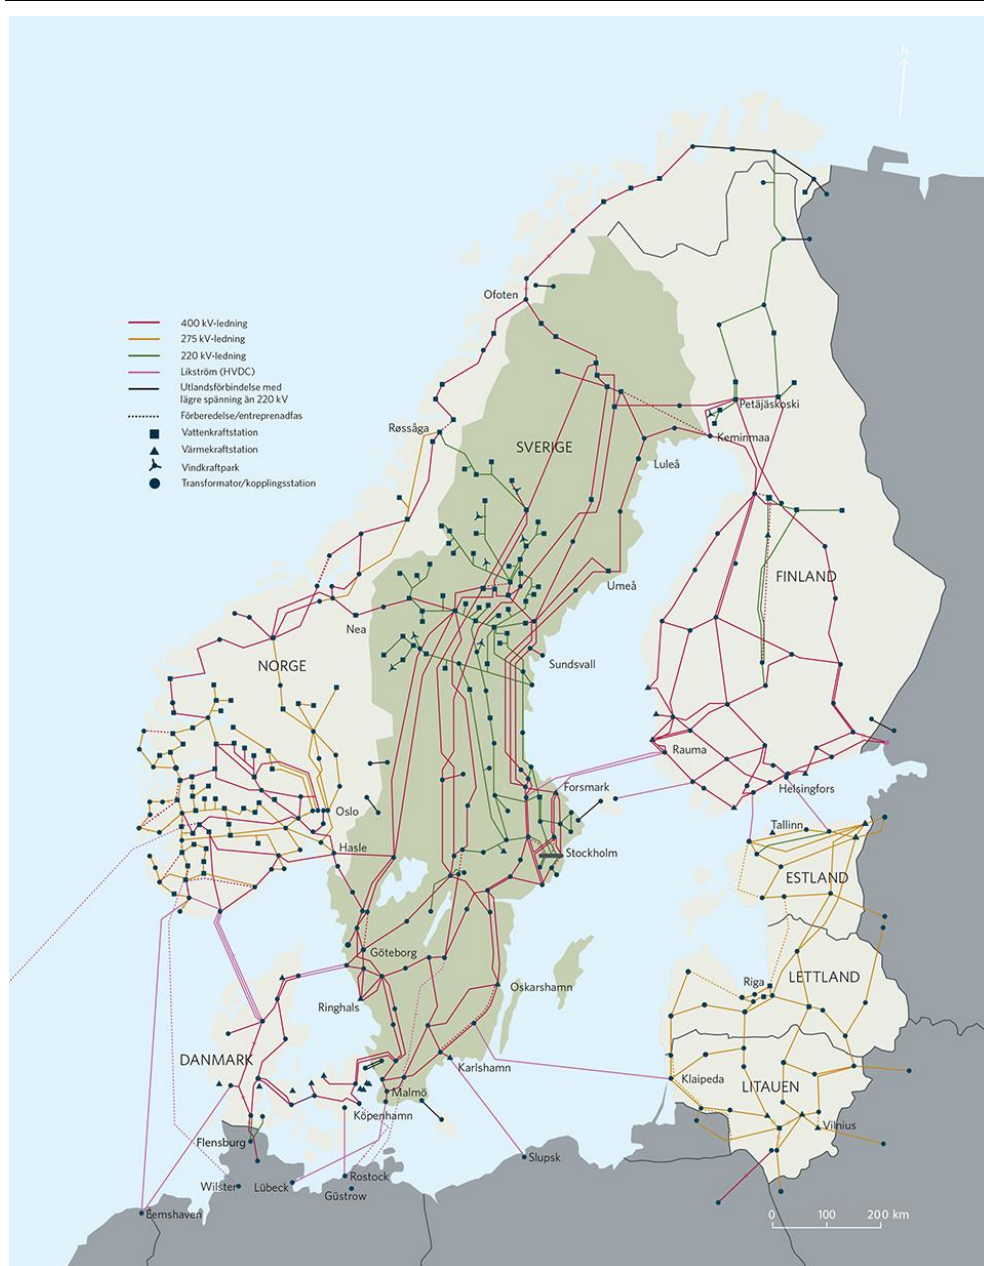 N
Ofoten
400 kV-ledning
275 kV-ledning
220 kV-ledning
Likström (HVDC)
Utlandsförbindelse med
lägre spänning än 220 kV
Förberedelse/entreprenadfas
Vattenkraftstation
Värmekraftstation
Vindkraftpark
Transformator/kopplingsstation
Petäjäskoski
Røssåga
Keminmaa
SVERIGE
Luleå
FINLAND
Umeå
Nea
Sundsvall
NORGE
Rauma
Forsmark
Helsingfors
Oslo
Tallinn
Hasle
Stockholm
ESTLAND
Göteborg
LETTLAND
Riga
Oskarshamn
Ringhals
DANMARK
Karlshamn
Klaipeda
LITAUEN
Malmö
Köpenhamn
Vilnius
Flensburg
Slupsk
Rostock
Wilster
Lübeck
Güstrow
Eemshaven
0 100 200 km